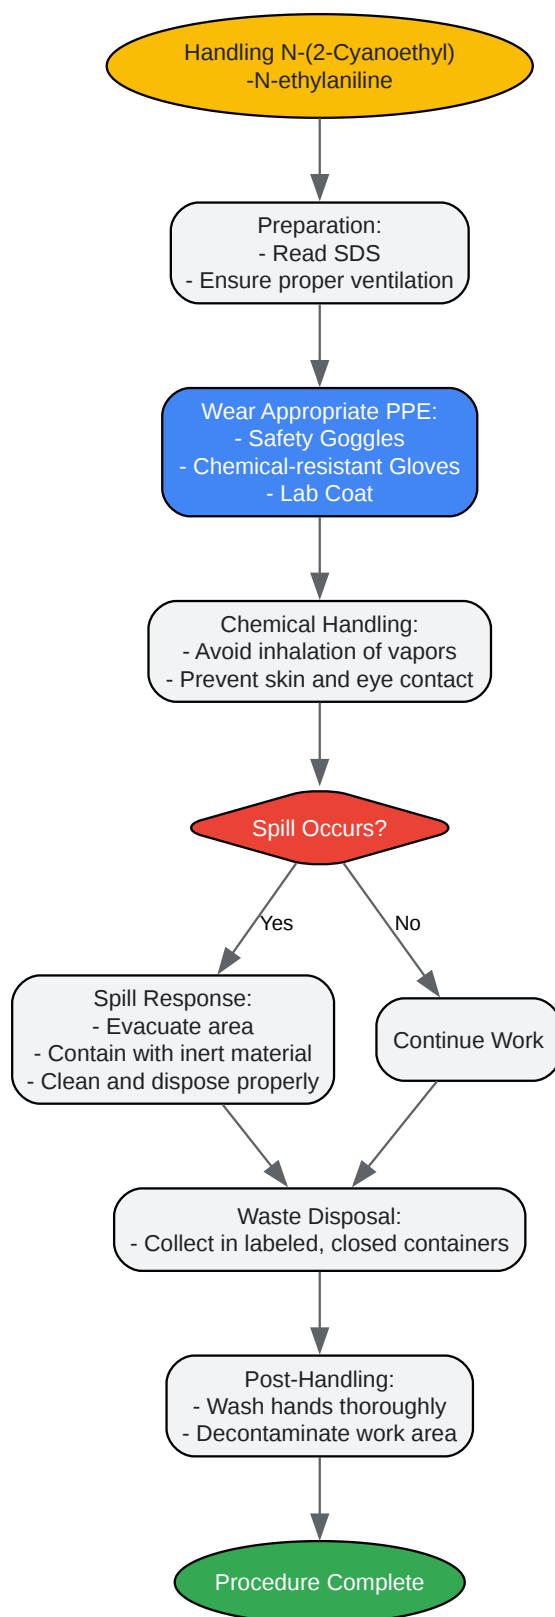 Handling N-(2-Cyanoethyl)
-N-ethylaniline
Preparation:
- Read SDS
- Ensure proper ventilation
Wear Appropriate PPE:
- Safety Goggles
- Chemical-resistant Gloves
- Lab Coat
Chemical Handling:
- Avoid inhalation of vapors
- Prevent skin and eye contact
Spill Occurs?
Yes
No
Spill Response:
- Evacuate area
- Contain with inert material
- Clean and dispose properly
Continue Work
Waste Disposal:
- Collect in labeled, closed containers
Post-Handling:
- Wash hands thoroughly
- Decontaminate work area
Procedure Complete